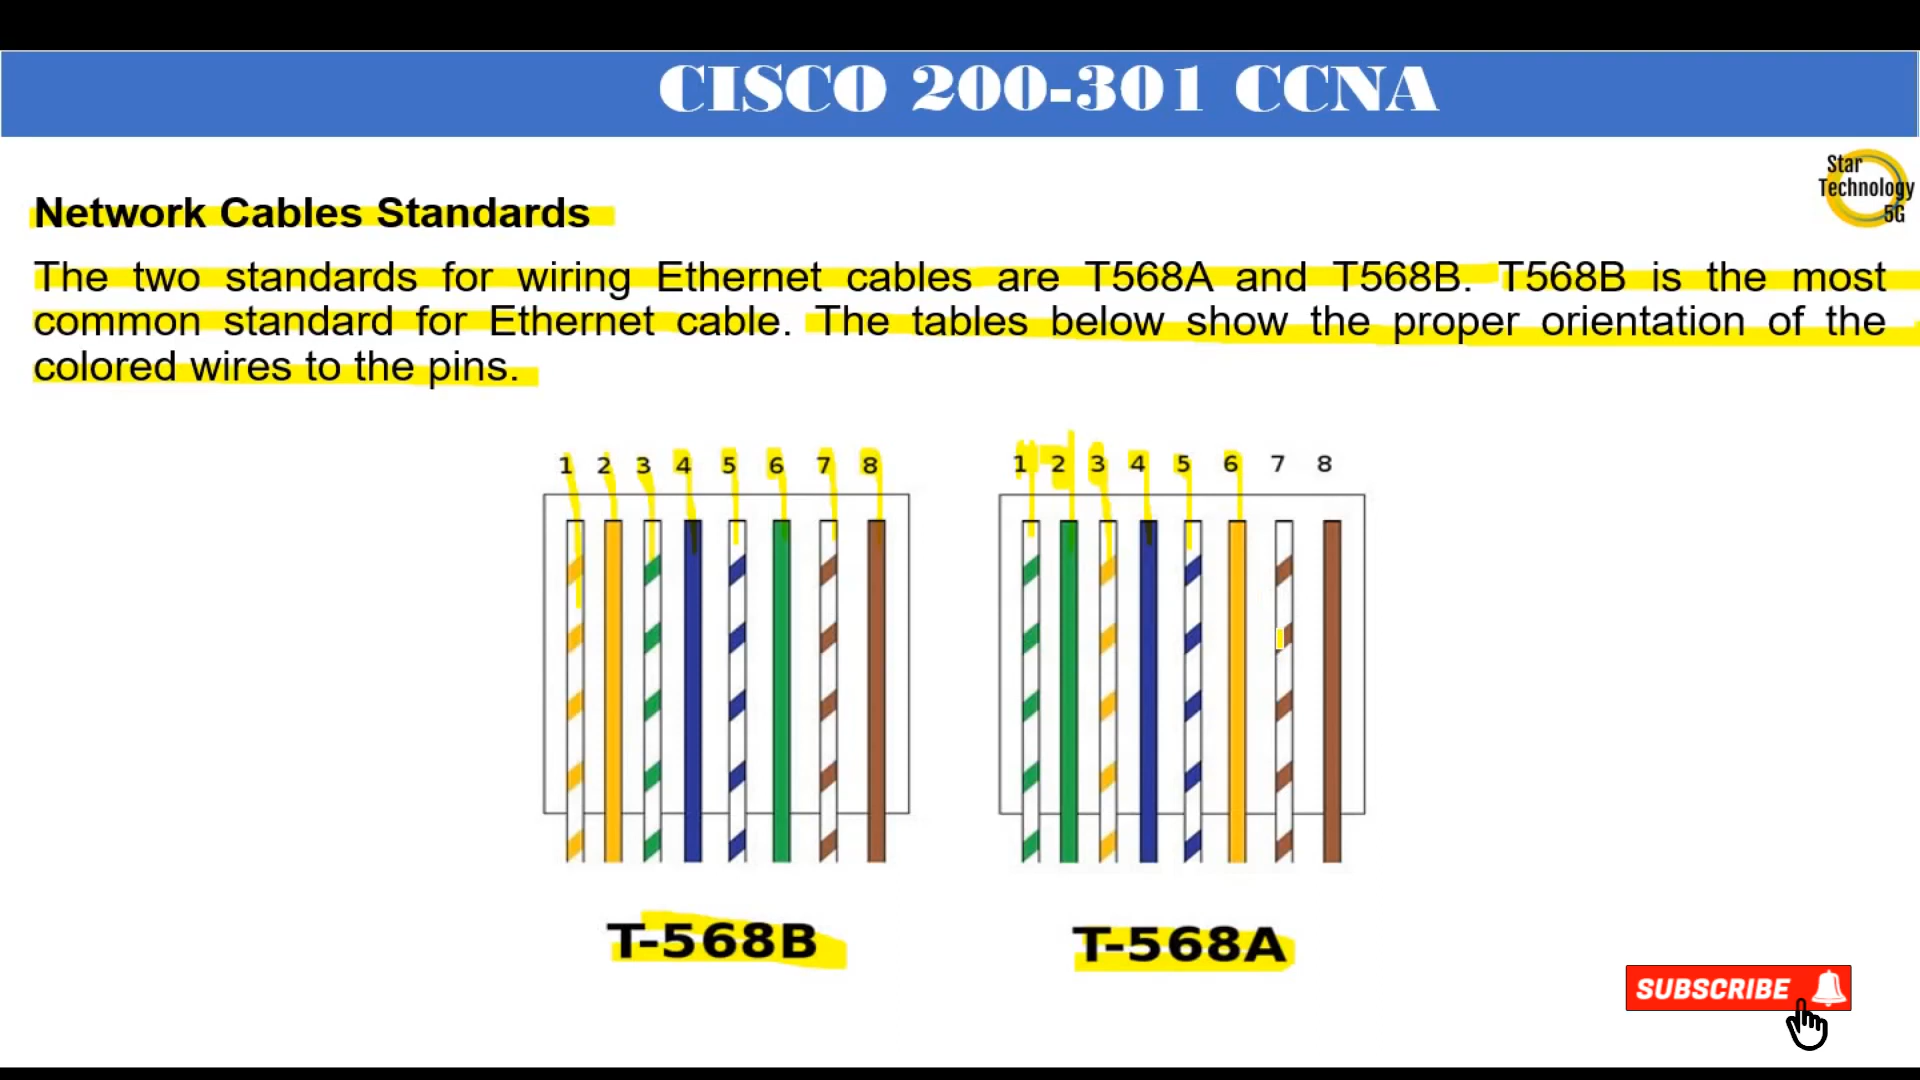 CISCO 200-301 CCNA
Star
Technology
5G
Network Cables Standards
The two standards for wiring Ethernet cables are T568A and T568B. T568B is the most
common standard for Ethernet cable. The tables below show the proper orientation of the
colored wires to the pins.
1 2 3 4 5 6 7 8
1 2 3 4 5 6 7 8
T-568B
T-568A
SUBSCRIBE